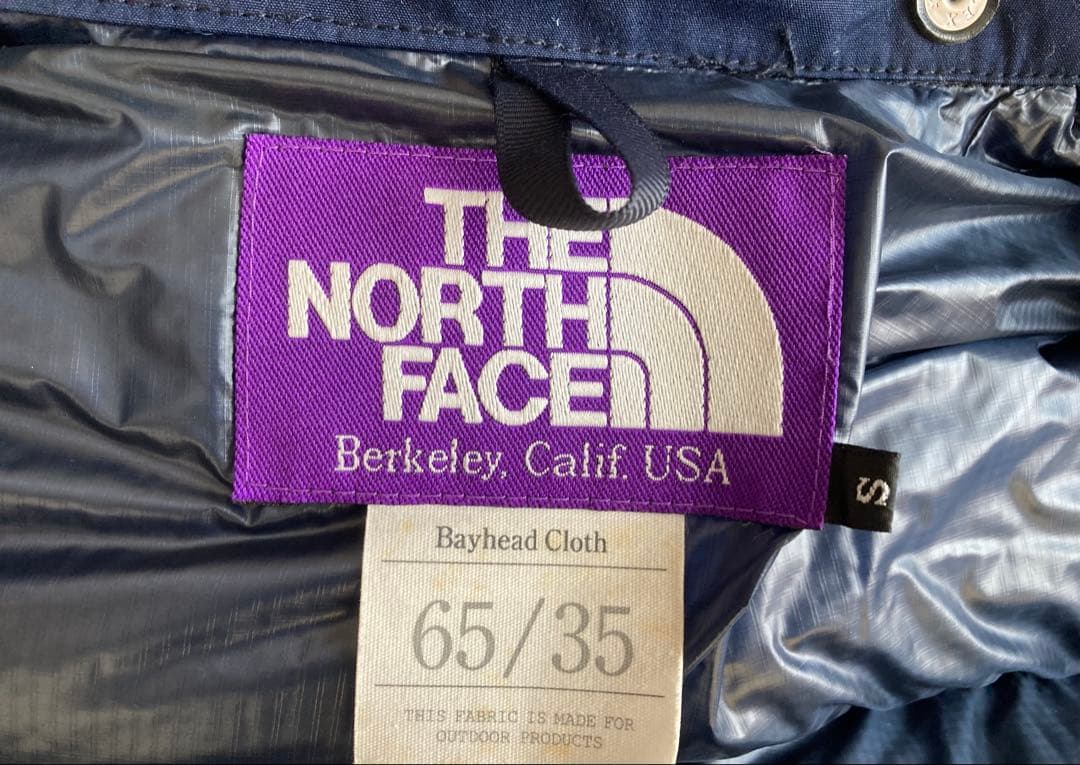 THE
NORTH
FACE
Berkeley, Calif. USA
S
Bayhead Cloth
65/35
THIS FABRIC IS MADE FOR
OUTDOOR PRODUCTS